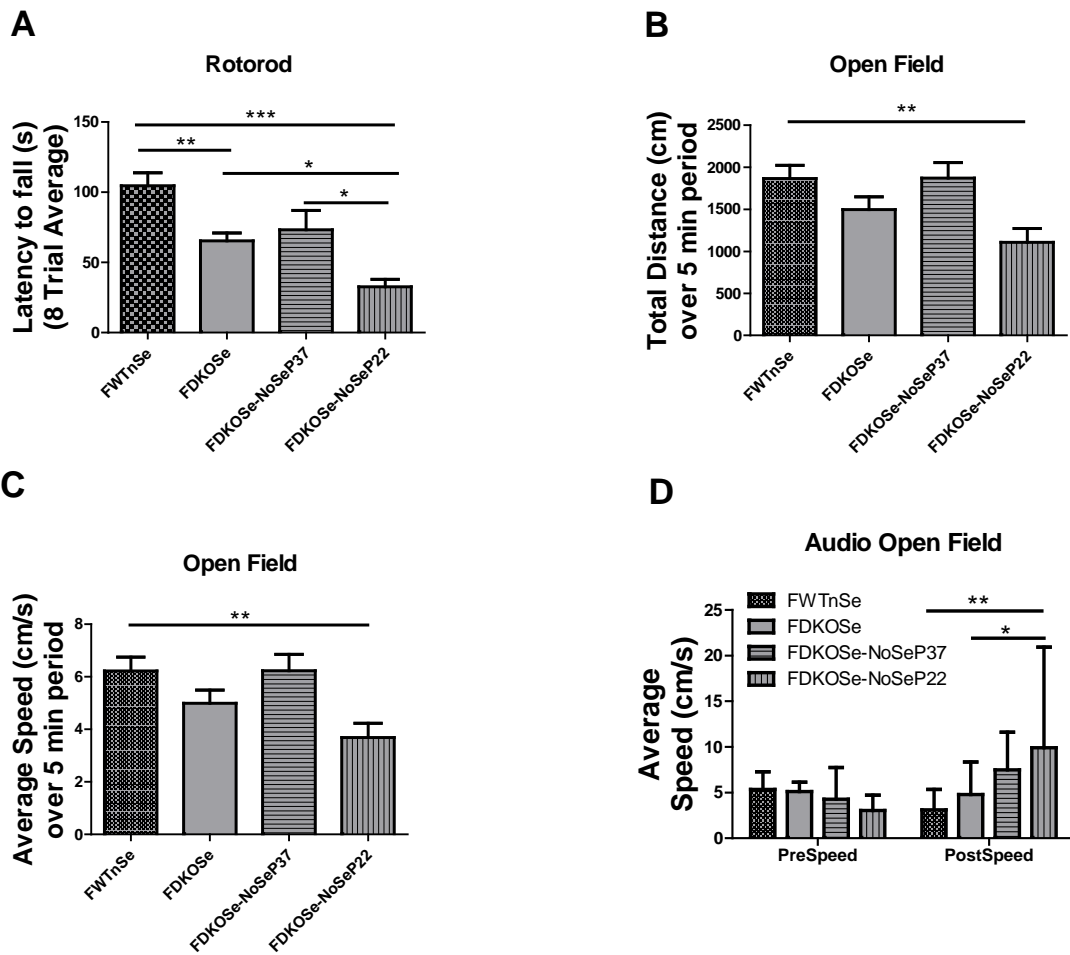 A
Rotorod
Latency to fall (s)
(8 Trial Average)
150
100
50
0
***
**
*
*
FWTnSe
FDKOSe
FDKOSe-NoSeP37
FDKOSe-NoSeP22
B
Open Field
Total Distance (cm)
over 5 min period
2500
2000
1500
1000
500
0
**
FWTnSe
FDKOSe
FDKOSe-NoSeP37
FDKOSe-NoSeP22
C
Open Field
Average Speed (cm/s)
over 5 min period
8
6
4
2
0
**
FWTnSe
FDKOSe
FDKOSe-NoSeP37
FDKOSe-NoSeP22
D
Audio Open Field
Average
Speed (cm/s)
25
20
15
10
5
0
FWTnSe
FDKOSe
FDKOSe-NoSeP37
FDKOSe-NoSeP22
**
*
PreSpeed
PostSpeed